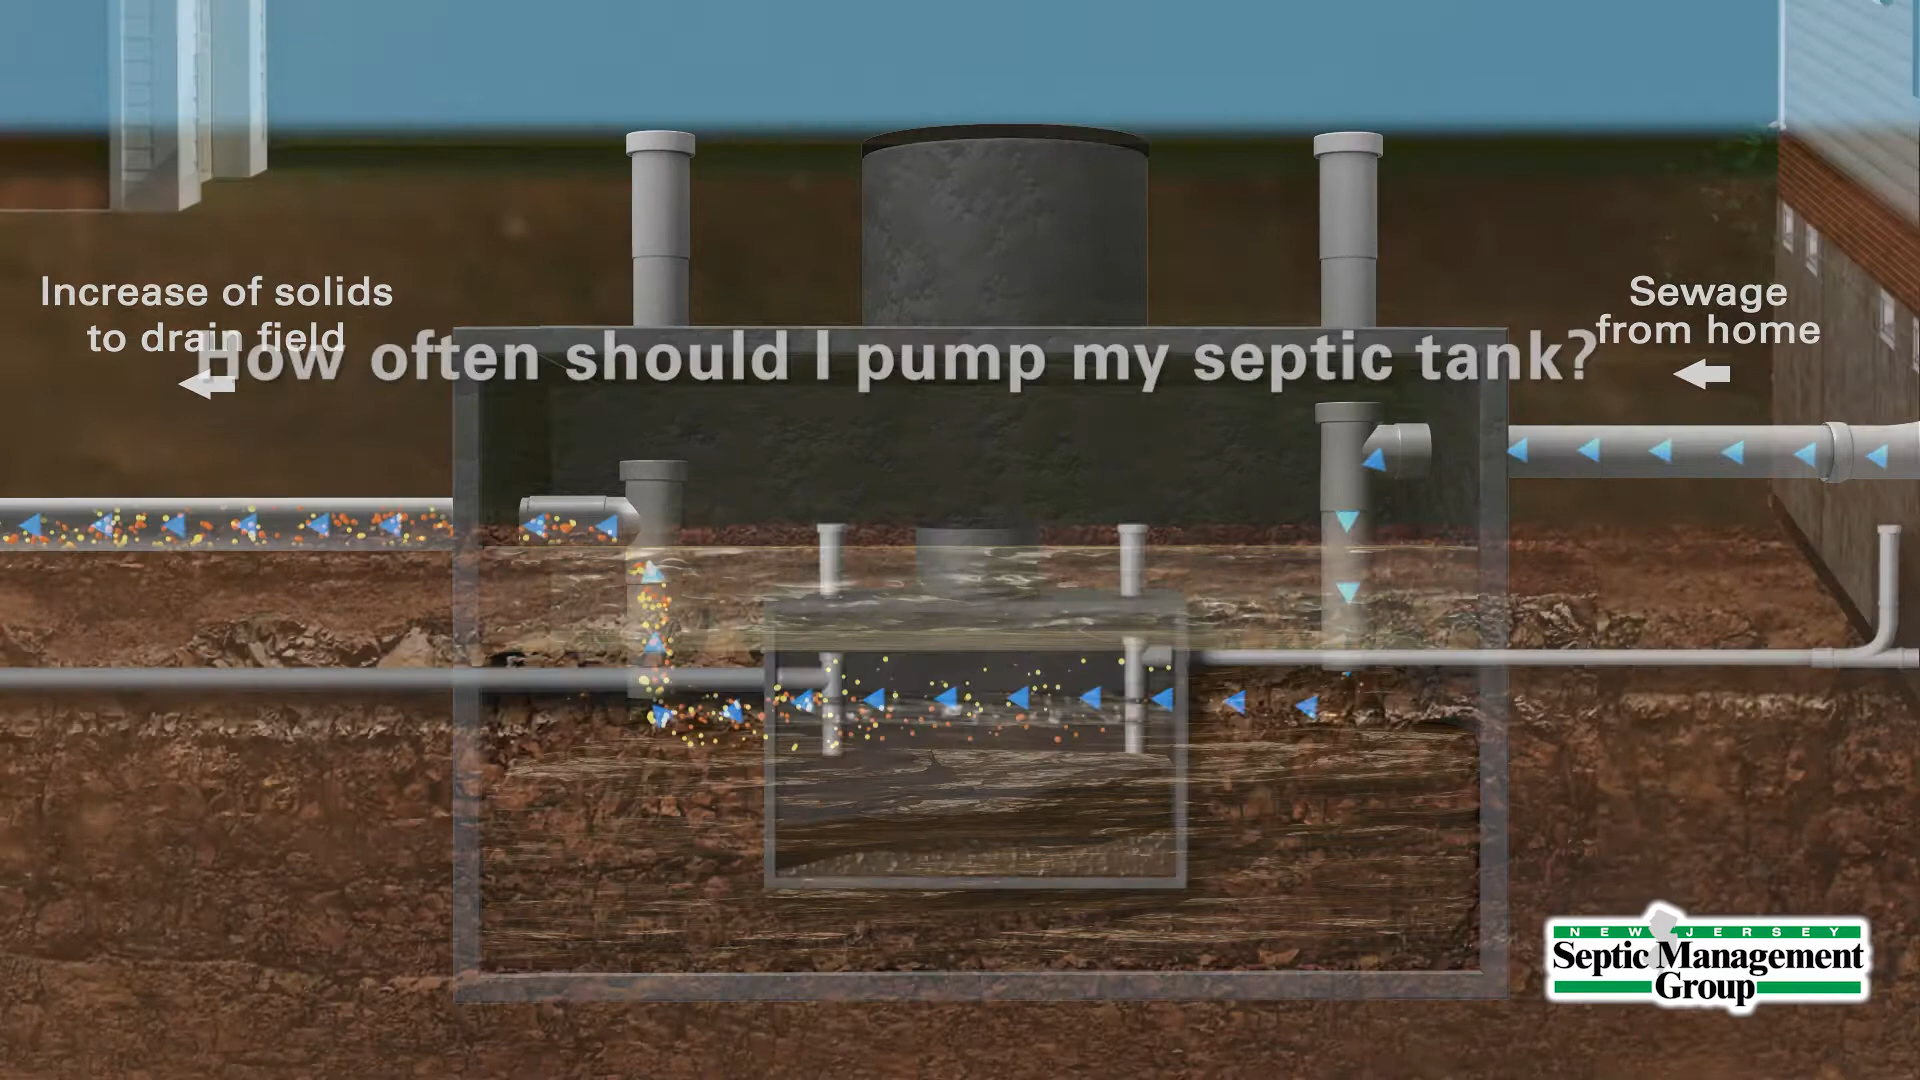 Increase of solids
to drain field
Sewage
from home
How often should I pump my septic tank?
NEW JERSEY
Septic Management
Group